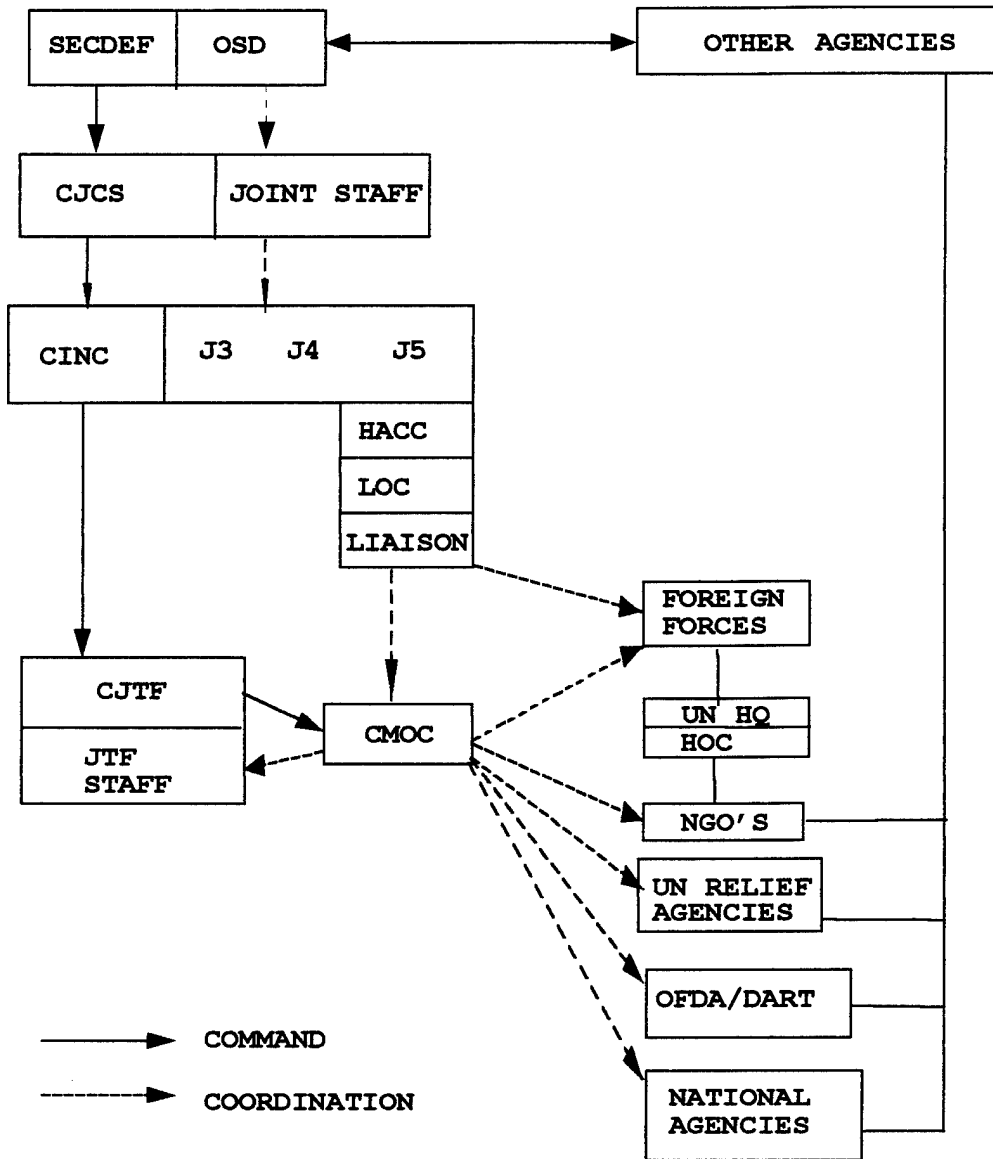 SECDEF OSD OTHER AGENCIES
CJCS JOINT STAFF
CINC J3 J4 J5
HACC
LOC
LIAISON
FOREIGN
FORCES
CJTF
JTF
STAFF
CMOC
UN HQ
HOC
NGO'S
UN RELIEF
AGENCIES
OFDA/DART
NATIONAL
AGENCIES
COMMAND
COORDINATION